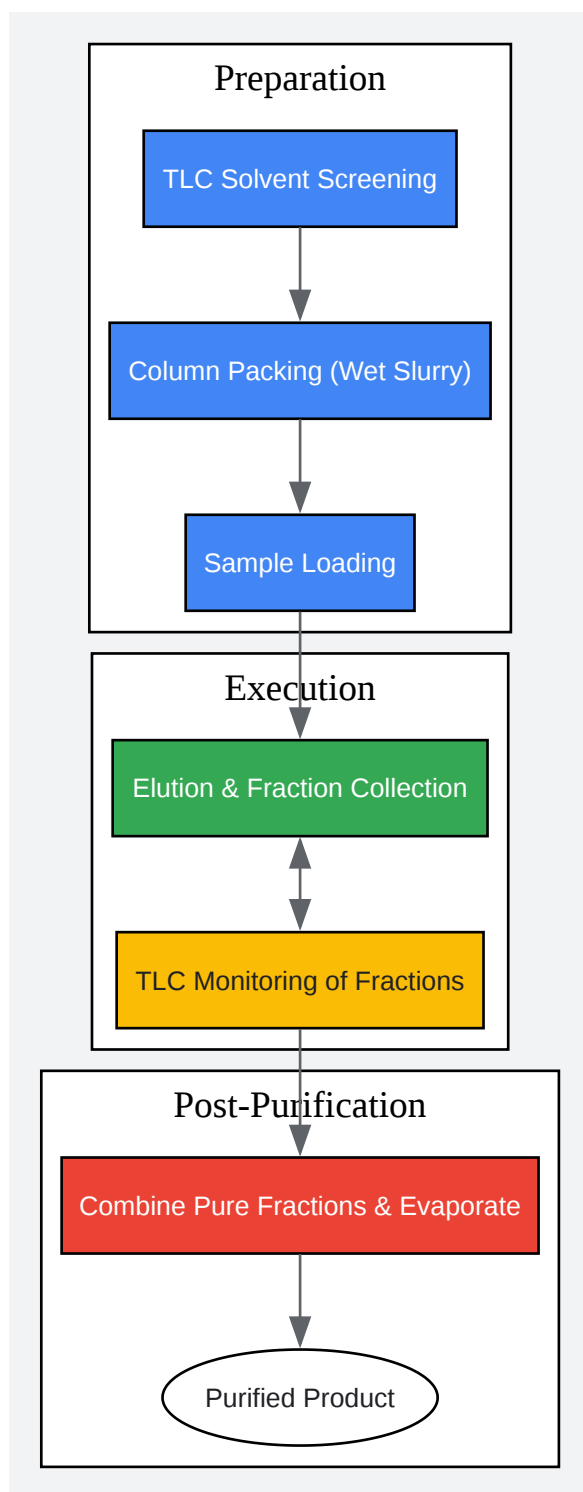 Preparation
TLC Solvent Screening
Column Packing (Wet Slurry)
Sample Loading
Execution
Elution & Fraction Collection
TLC Monitoring of Fractions
Post-Purification
Combine Pure Fractions & Evaporate
Purified Product